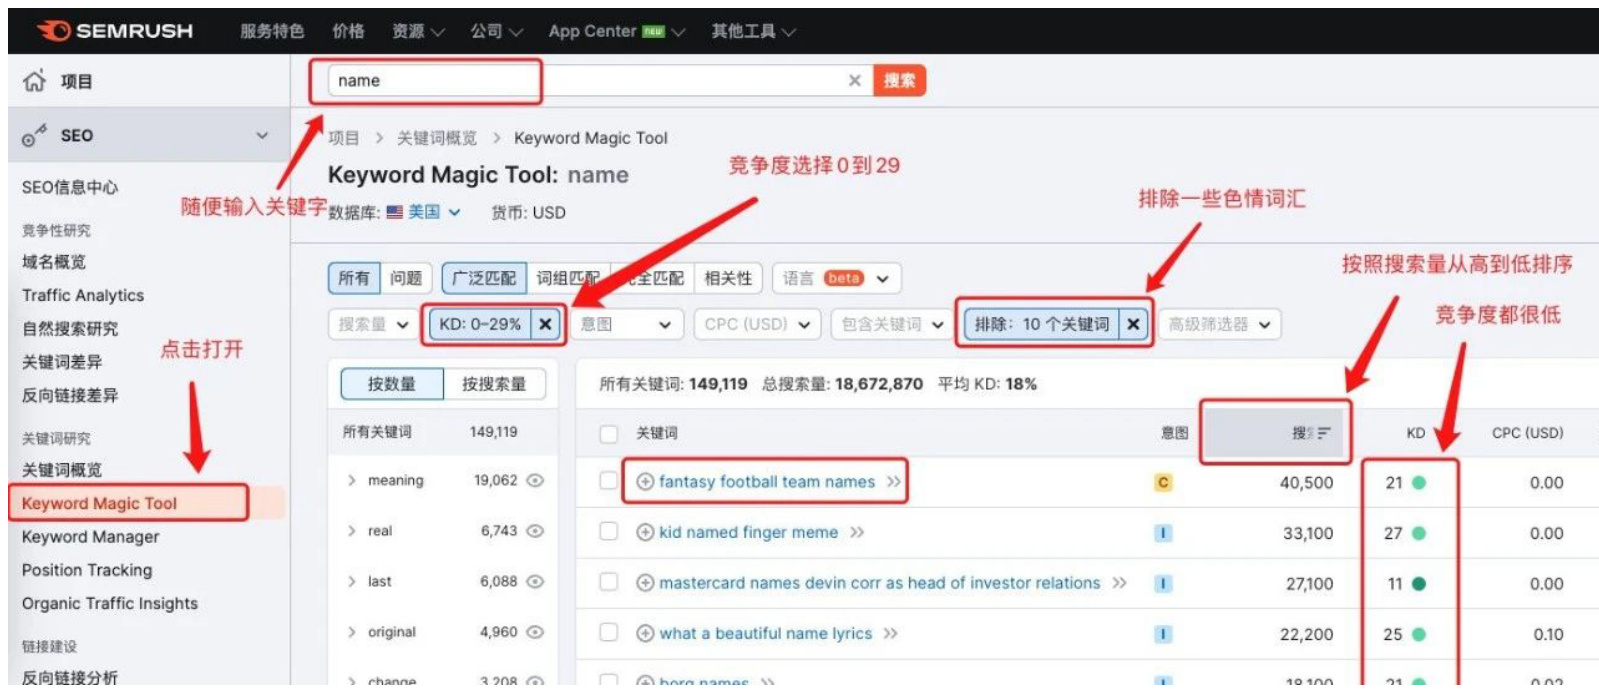 SEMRUSH 服务特色 价格 资源 公司 App Center new 其他工具
项目
name × 搜索
SEO
项目 > 关键词概览 > Keyword Magic Tool
竞争度选择0到29
Keyword Magic Tool: name
SEO信息中心
排除一些色情词汇
随便输入关键字
数据库: 美国 货币: USD
竞争性研究
域名概览
按照搜索量从高到低排序
所有 问题 广泛匹配 词组匹配 全匹配 相关性 语言 beta
Traffic Analytics
竞争度都很低
自然搜索研究
搜索量 KD: 0-29% × 意图 CPC (USD) 包含关键词 排除: 10 个关键词 × 高级筛选器
点击打开
关键词差异
反向链接差异
按数量 按搜索量
所有关键词: 149,119 总搜索量: 18,672,870 平均 KD: 18%
关键词研究
所有关键词 149,119
关键词 意图 搜 KD CPC (USD)
关键词概览
meaning 19,062
fantasy football team names C 40,500 21 0.00
Keyword Magic Tool
Keyword Manager
real 6,743
kid named finger meme I 33,100 27 0.00
Position Tracking
last 6,088
mastercard names devin corr as head of investor relations I 27,100 11 0.00
Organic Traffic Insights
original 4,960
what a beautiful name lyrics I 22,200 25 0.10
链接建设
反向链接分析
change 3,208
borg names I 18,100 21 0.02